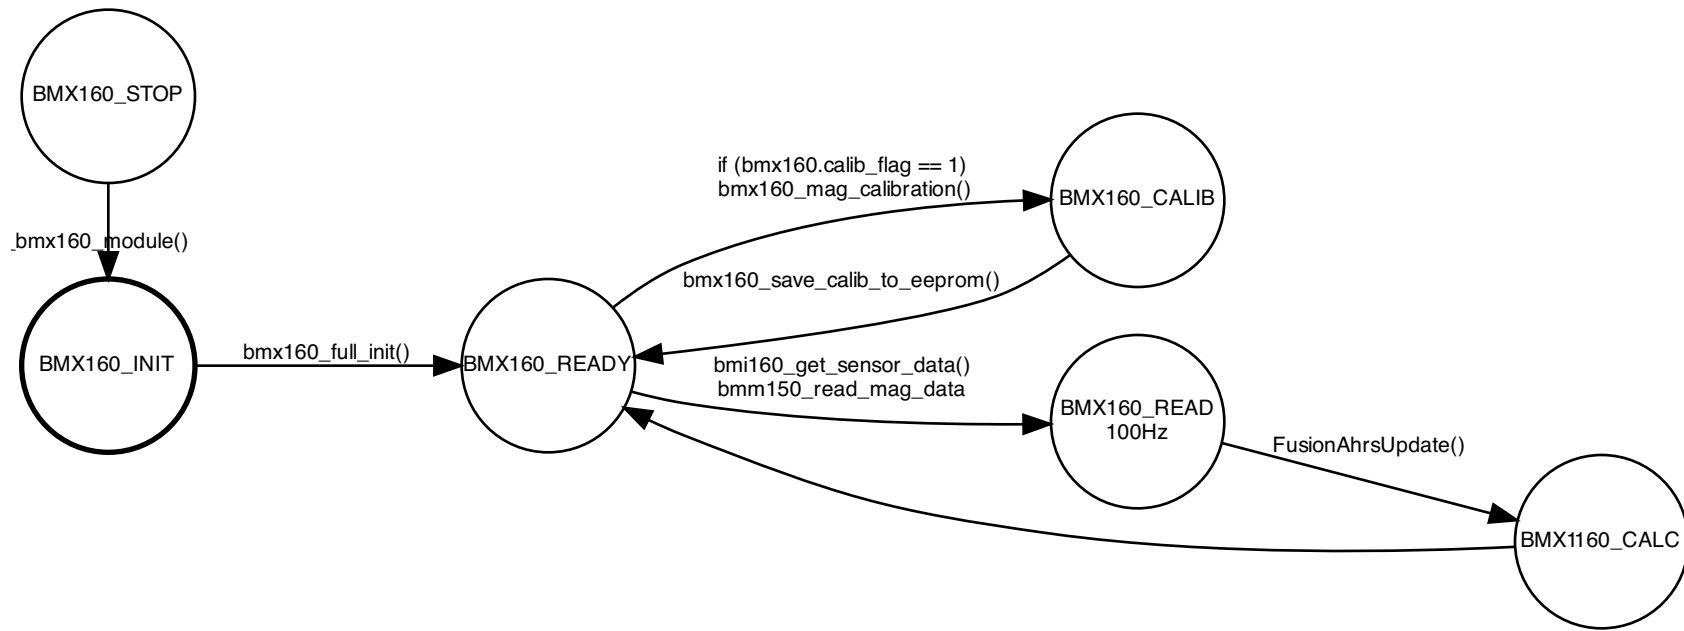 BMX160_STOP
if (bmx160.calib_flag == 1)
bmx160_mag_calibration()
BMX160_CALIB
_bmx160_module()
bmx160_save_calib_to_eeprom()
BMX160_INIT
bmx160_full_init()
BMX160_READY
bmi160_get_sensor_data()
bmm150_read_mag_data
BMX160_READ
100Hz
FusionAhrsUpdate()
BMX1160_CALC